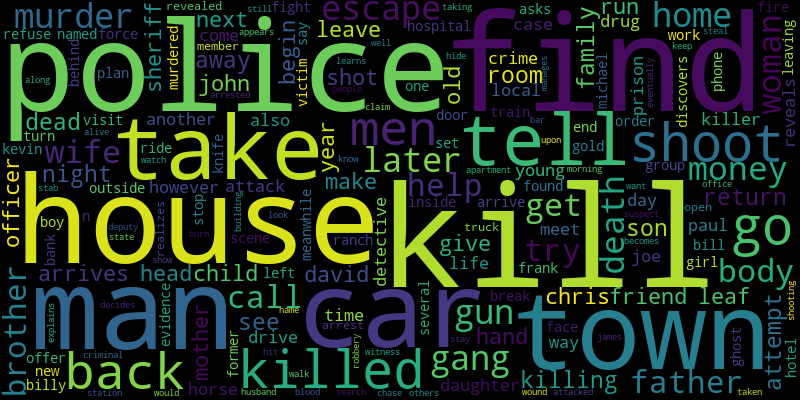 murder
escape
next
revealed still fight taking
refuse named force
come appears
hospital
asks
case
run
drug
home
fire
work
keep steal
police
find
sheriff
murdered
behind
plan
member
away
john
begin
victim
say
leave
learns
arrested people
shot
old
well
hide
claim
crime
room
one
local
family
michael
manages
prison
eventually
phone
discovers
woman
reveals
leaving
along
dead visit
another
turn
alive
kevin
watch
ride
wife
night
take
also
year
men
later
door
set
train
bar
know
upon
tell
end
gold
order
killer
shoot
group
money
officer
outside
however attack
knife
make
help
apartment morning
young
found
want office
return
boy
n
stab
deputy
state
bank
realizes
burn
show
stop
building
scene
look
inside
arrive
get
meet
day
suspect
becomes
son
paul
open
bill
girl
go
house
kill
meanwhile
ranch
detective
truck
give
life
try
frank
death
joe
body
arrives
head child
left
david
brother
man
car
town
call
evidence
mother
see
time
name
arrest
several
break
stay
gun
hand
chris friend leaf
face
way
james
ghost
attempt
shooting
hotel
decides
explains
offer
new
billy
criminal
station
back
would
horse
former
hit
husband
drive
killed
walk
blood
robbery
witness
search
gang
daughter
chase others
wound
killing
attacked
father
taken